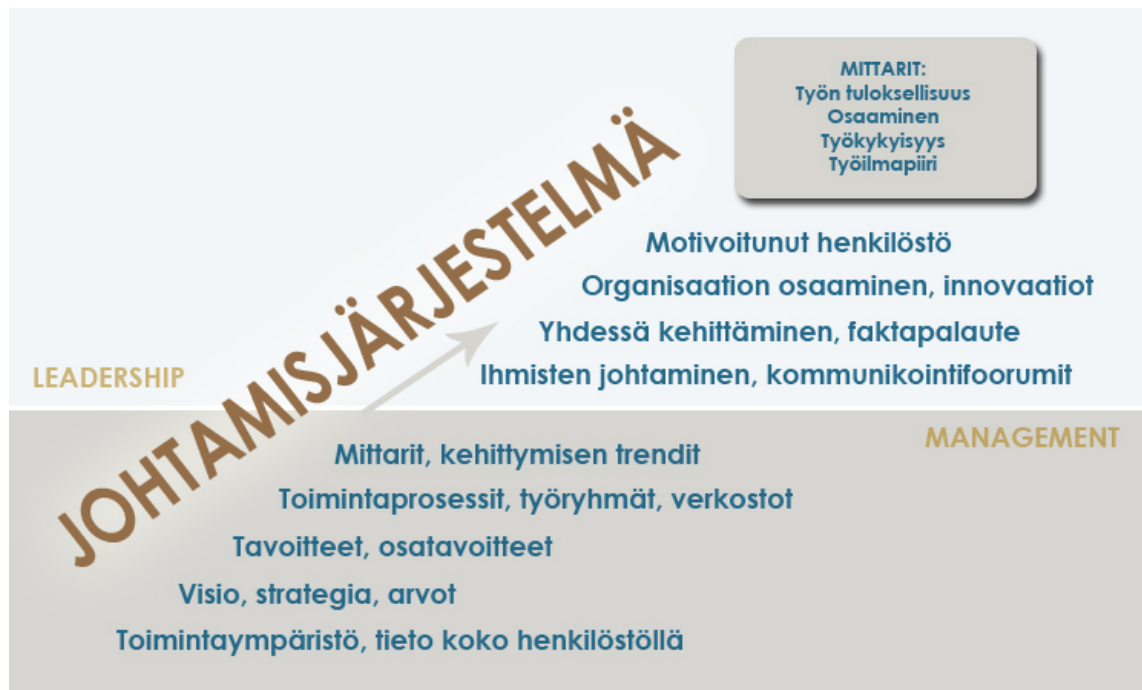 MITTARIT:
Työn tuloksellisuus
Osaaminen
Työkykyisyys
Työilmapiiri
JOHTAMISJÄRJESTELMÄ
Motivoitunut henkilöstö
Organisaation osaaminen, innovaatiot
Yhdessä kehittäminen, faktapalaute
LEADERSHIP
Ihmisten johtaminen, kommunikointifoorumit
MANAGEMENT
Mittarit, kehittymisen trendit
Toimintaprosessit, työryhmät, verkostot
Tavoitteet, osatavoitteet
Visio, strategia, arvot
Toimintaympäristö, tieto koko henkilöstöllä